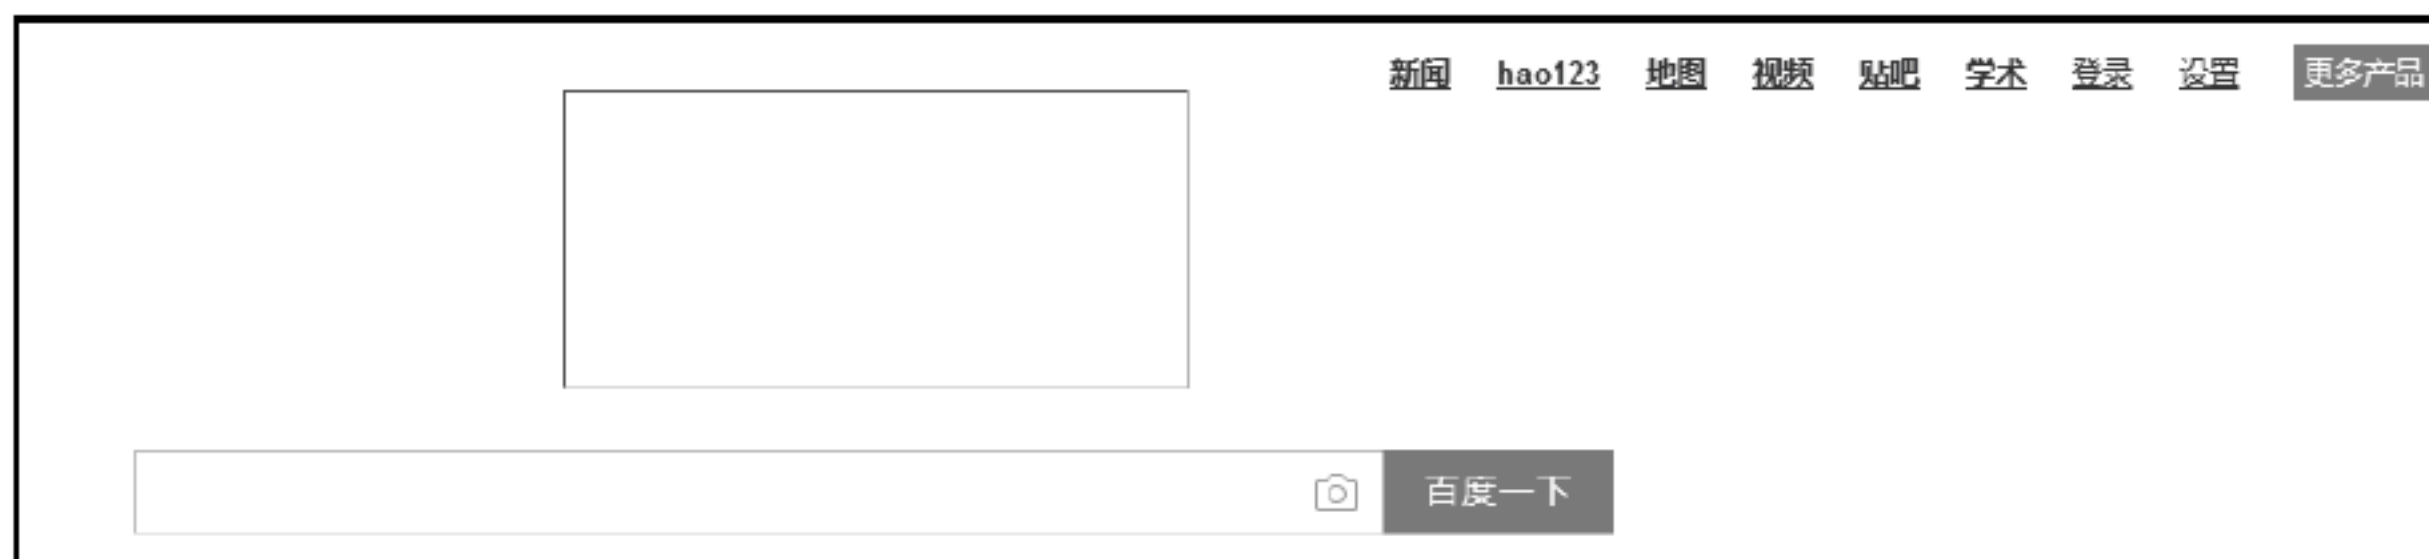 新闻 hao123 地图 视频 贴吧 学术 登录 设置 更多产品
百度一下